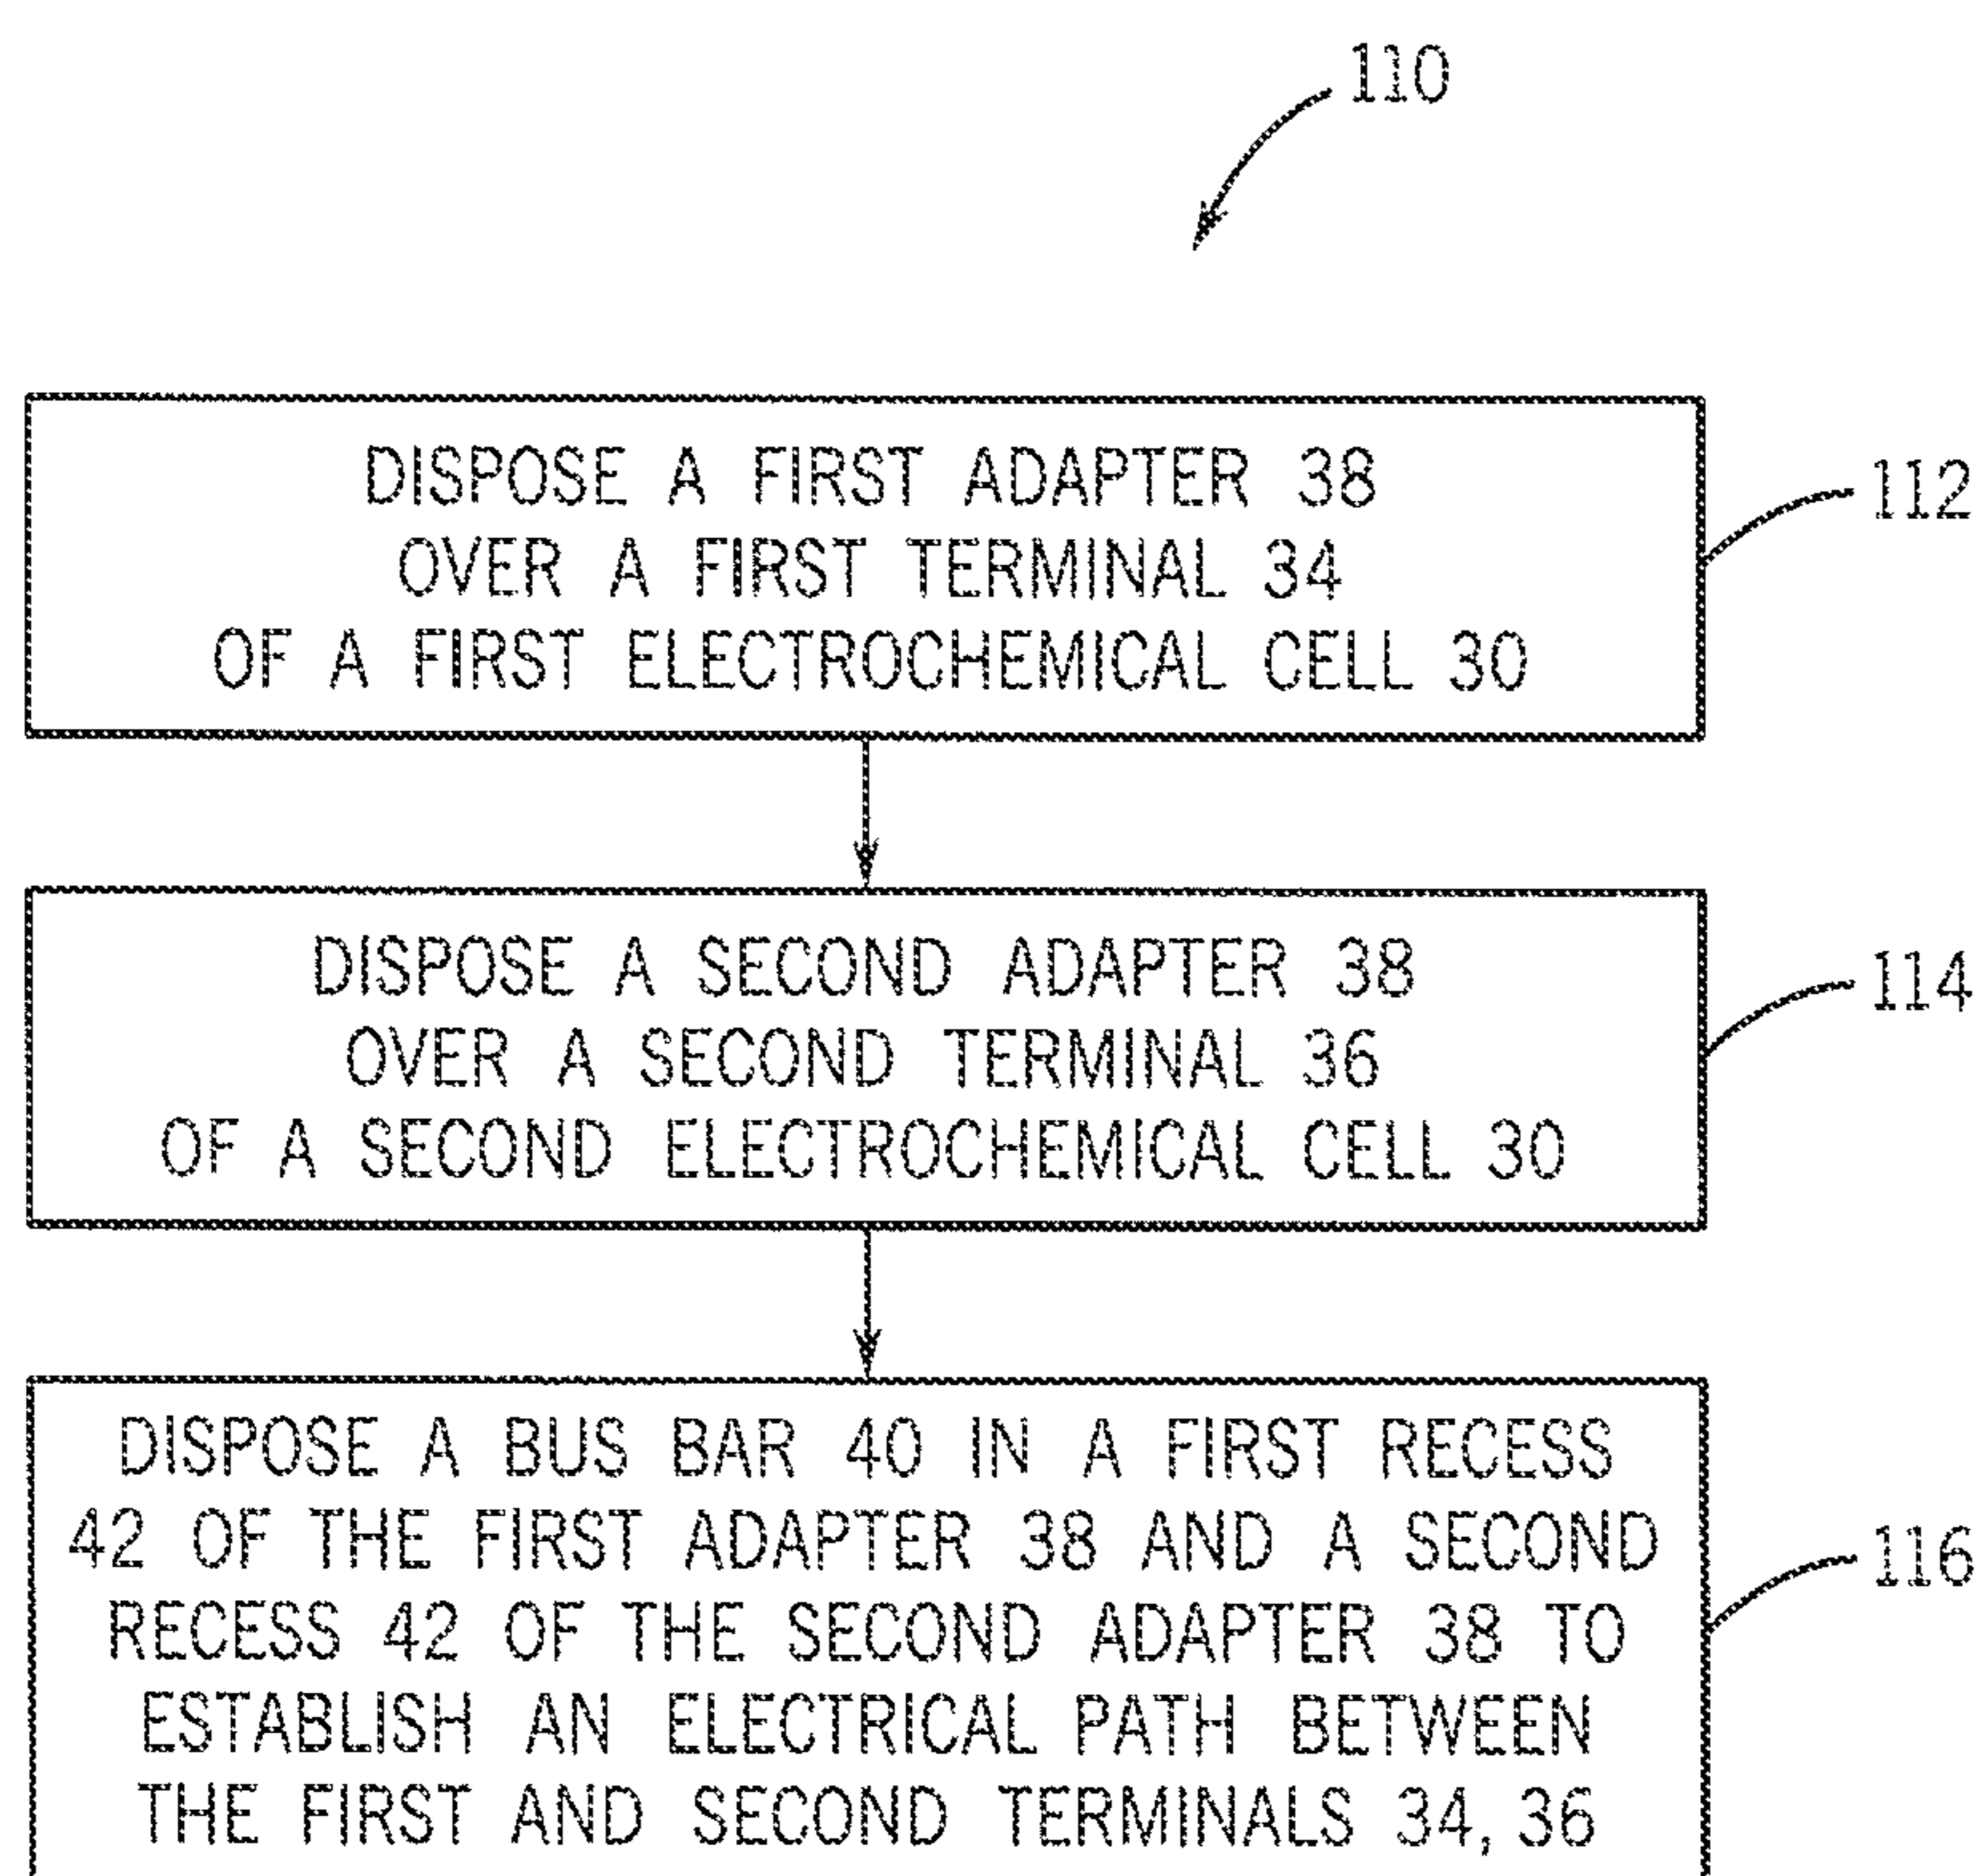 110
DISPOSE A FIRST ADAPTER 38
OVER A FIRST TERMINAL 34
OF A FIRST ELECTROCHEMICAL CELL 30
112
DISPOSE A SECOND ADAPTER 38
OVER A SECOND TERMINAL 36
OF A SECOND ELECTROCHEMICAL CELL 30
114
DISPOSE A BUS BAR 40 IN A FIRST RECESS
42 OF THE FIRST ADAPTER 38 AND A SECOND
RECESS 42 OF THE SECOND ADAPTER 38 TO
ESTABLISH AN ELECTRICAL PATH BETWEEN
THE FIRST AND SECOND TERMINALS 34, 36
116